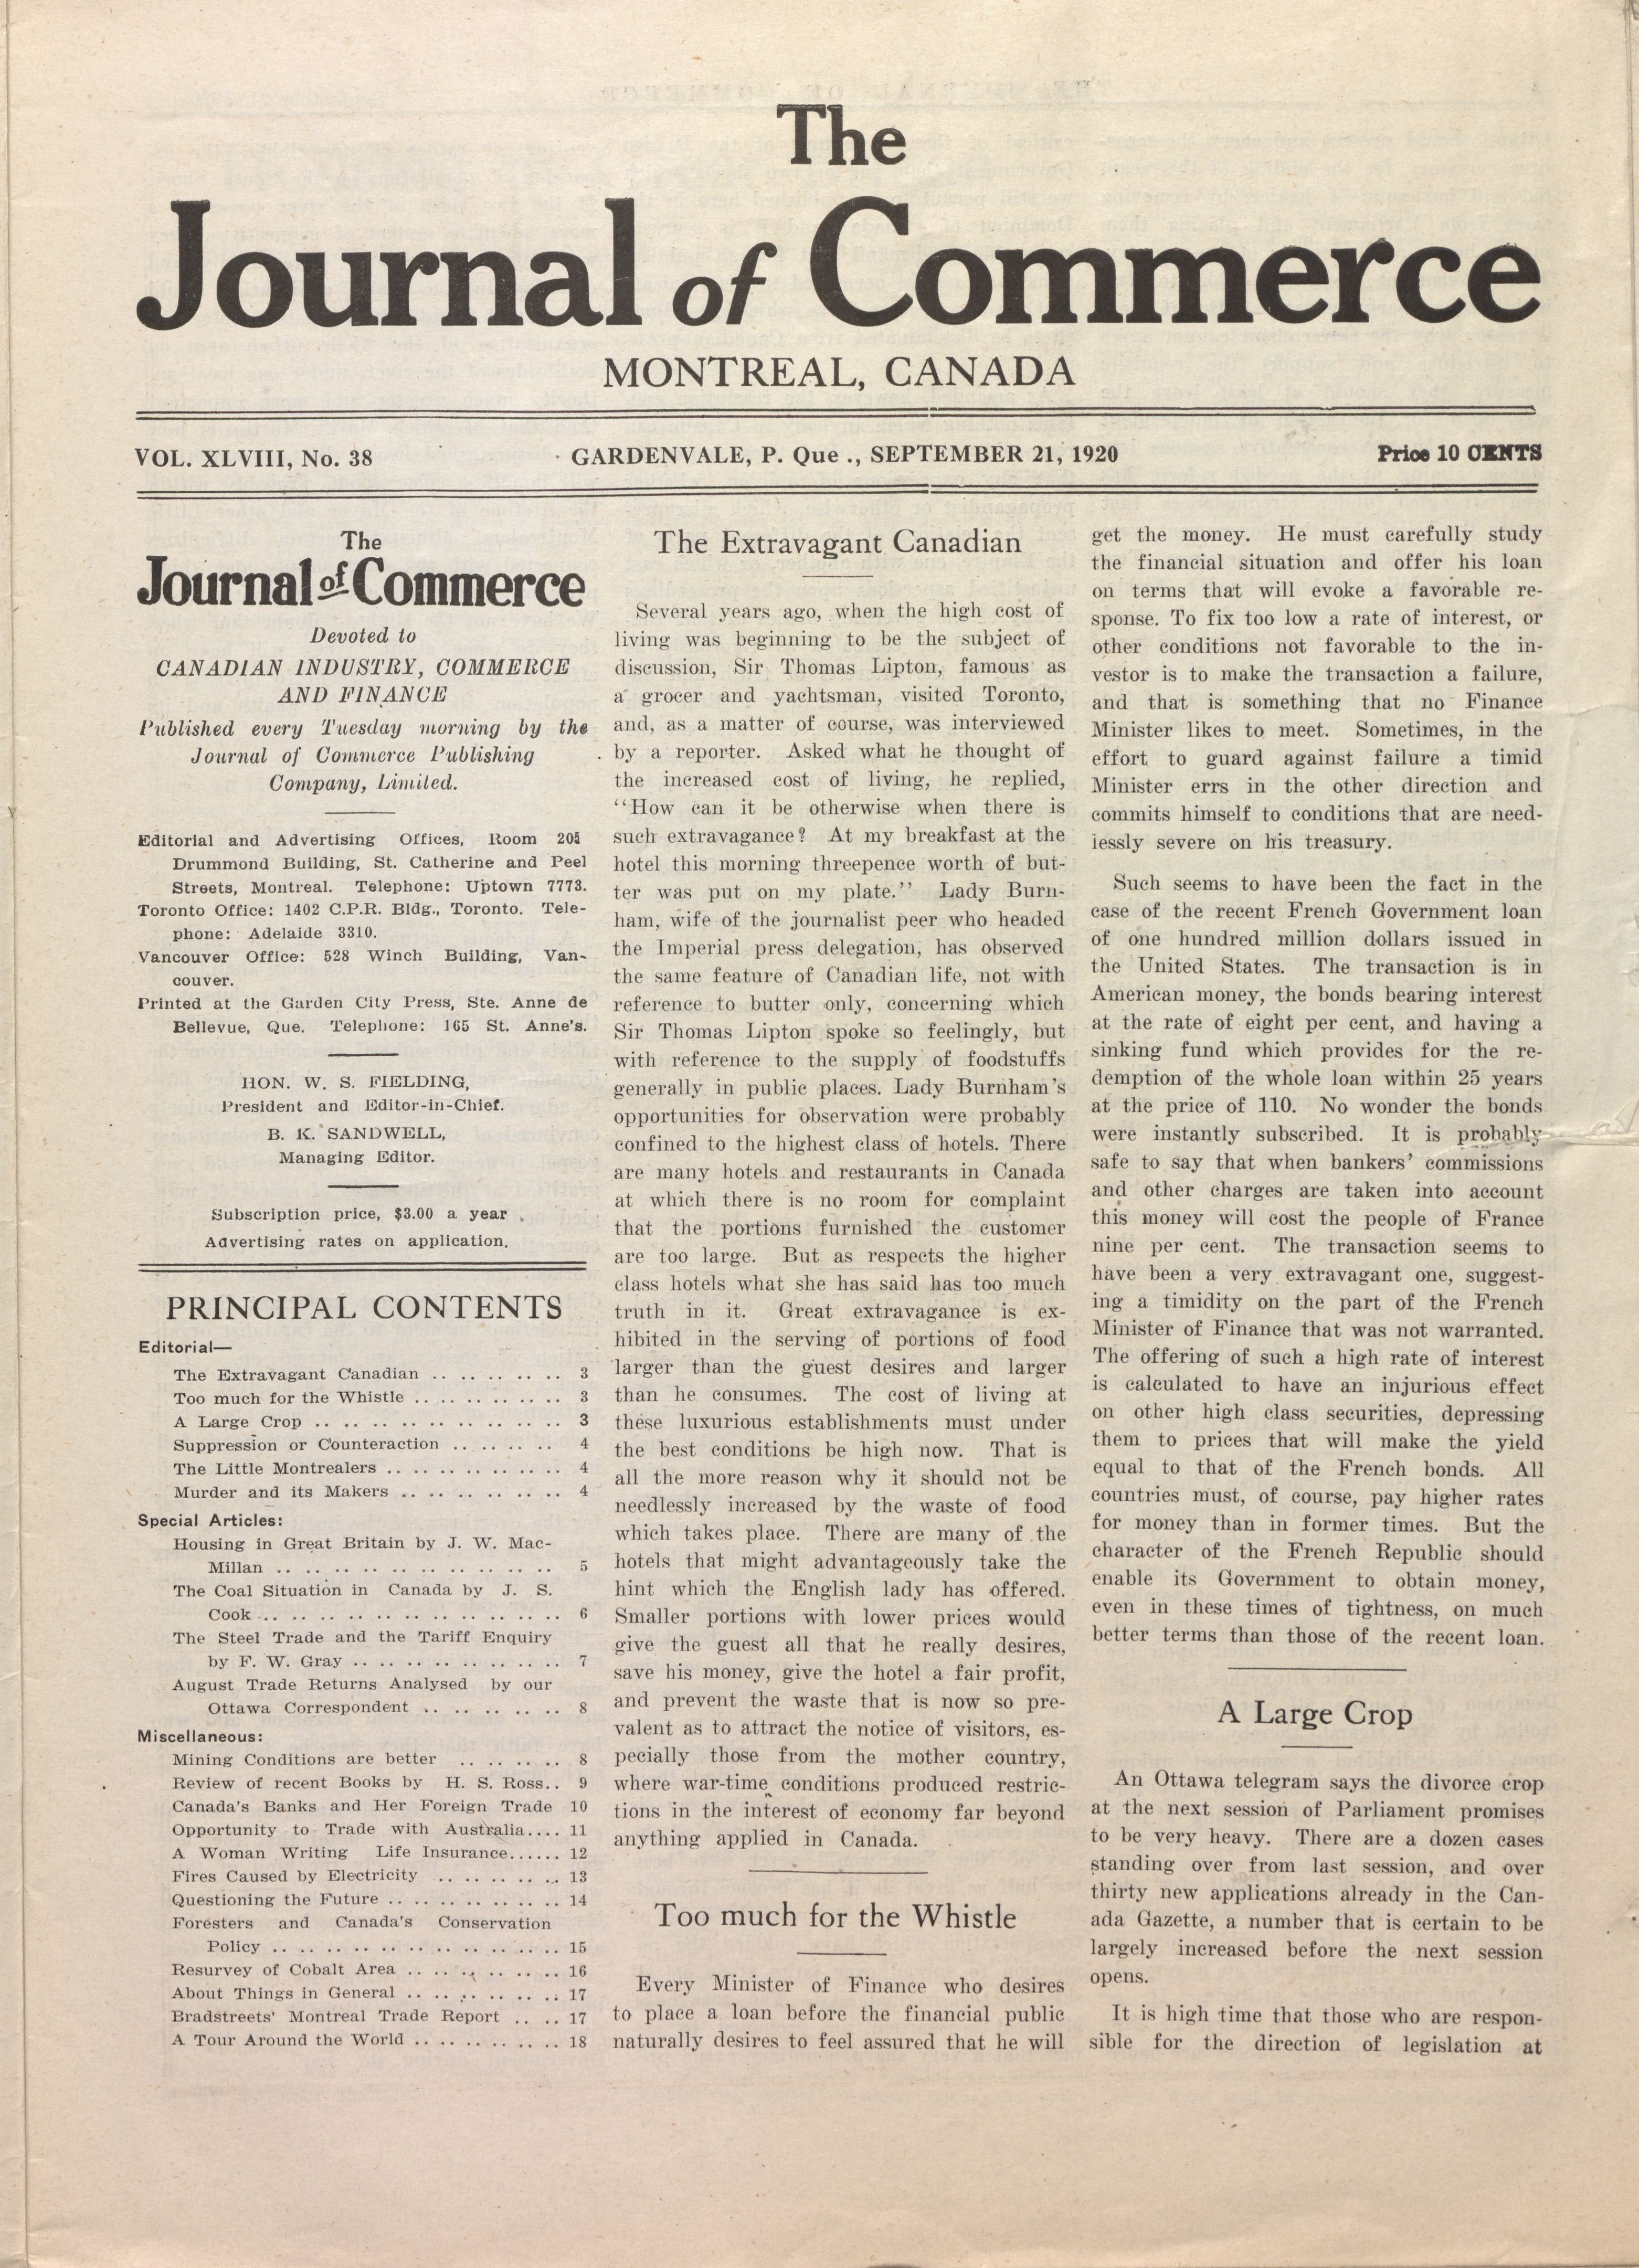 The
Journal of Commerce
MONTREAL, CANADA
VOL. XLVIII, No. 38
GARDENVALE, P. Que ., SEPTEMBER 21, 1920
Price 10 CENTS
The
Journal of Commerce
Devoted to
CANADIAN INDUSTRY, COMMERCE
AND FINANCE
Published every Tuesday morning by the
Journal of Commerce Publishing
Company, Limited.
Editorial and Advertising Offices, Room 205
Drummond Building, St. Catherine and Peel
Streets, Montreal. Telephone: Uptown 7773.
Toronto Office: 1402 C.P.R. Bldg., Toronto. Tele-
phone: Adelaide 3310.
Vancouver Office: 528 Winch Building, Van-
couver.
Printed at the Garden City Press, Ste. Anne de
Bellevue, Que. Telephone: 165 St. Anne's.
HON. W. S. FIELDING,
President and Editor-in-Chief.
B. K. SANDWELL,
Managing Editor.
Subscription price, $3.00 a year .
Advertising rates on application.
PRINCIPAL CONTENTS
Editorial—
The Extravagant Canadian .. .. .. .. .. 3
Too much for the Whistle .. .. .. .. .. .. 3
A Large Crop .. .. .. .. .. .. .. .. .. 3
Suppression or Counteraction .. .. .. .. 4
The Little Montrealers .. .. .. .. .. .. .. 4
Murder and its Makers .. .. .. .. .. .. 4
Special Articles:
Housing in Great Britain by J. W. Mac-
Millan .. .. .. .. .. .. .. .. .. .. 5
The Coal Situation in Canada by J. S.
Cook .. .. .. .. .. .. .. .. .. .. .. 6
The Steel Trade and the Tariff Enquiry
by F. W. Gray .. .. .. .. .. .. .. .. 7
August Trade Returns Analysed by our
Ottawa Correspondent .. .. .. .. .. 8
Miscellaneous:
Mining Conditions are better .. .. .. .. 8
Review of recent Books by H. S. Ross.. 9
Canada's Banks and Her Foreign Trade 10
Opportunity to Trade with Australia.... 11
A Woman Writing Life Insurance...... 12
Fires Caused by Electricity .. .. .. .. .. 13
Questioning the Future .. .. .. .. .. .. .. 14
Foresters and Canada's Conservation
Policy .. .. .. .. .. .. .. .. .. .. .. 15
Resurvey of Cobalt Area .. .. .. .. .. .. 16
About Things in General .. .. .. .. .. .. 17
Bradstreets' Montreal Trade Report .. .. 17
A Tour Around the World .. .. .. .. .. .. 18
The Extravagant Canadian
Several years ago, when the high cost of
living was beginning to be the subject of
discussion, Sir Thomas Lipton, famous as
a grocer and yachtsman, visited Toronto,
and, as a matter of course, was interviewed
by a reporter. Asked what he thought of
the increased cost of living, he replied,
"How can it be otherwise when there is
such extravagance? At my breakfast at the
hotel this morning threepence worth of but-
ter was put on my plate." Lady Burn-
ham, wife of the journalist peer who headed
the Imperial press delegation, has observed
the same feature of Canadian life, not with
reference to butter only, concerning which
Sir Thomas Lipton spoke so feelingly, but
with reference to the supply of foodstuffs
generally in public places. Lady Burnham's
opportunities for observation were probably
confined to the highest class of hotels. There
are many hotels and restaurants in Canada
at which there is no room for complaint
that the portions furnished the customer
are too large. But as respects the higher
class hotels what she has said has too much
truth in it. Great extravagance is ex-
hibited in the serving of portions of food
larger than the guest desires and larger
than he consumes. The cost of living at
these luxurious establishments must under
the best conditions be high now. That is
all the more reason why it should not be
needlessly increased by the waste of food
which takes place. There are many of the
hotels that might advantageously take the
hint which the English lady has offered.
Smaller portions with lower prices would
give the guest all that he really desires,
save his money, give the hotel a fair profit,
and prevent the waste that is now so pre-
valent as to attract the notice of visitors, es-
pecially those from the mother country,
where war-time conditions produced restric-
tions in the interest of economy far beyond
anything applied in Canada.
Too much for the Whistle
Every Minister of Finance who desires
to place a loan before the financial public
naturally desires to feel assured that he will
get the money. He must carefully study
the financial situation and offer his loan
on terms that will evoke a favorable re-
sponse. To fix too low a rate of interest, or
other conditions not favorable to the in-
vestor is to make the transaction a failure,
and that is something that no Finance
Minister likes to meet. Sometimes, in the
effort to guard against failure a timid
Minister errs in the other direction and
commits himself to conditions that are need-
lessly severe on his treasury.
Such seems to have been the fact in the
case of the recent French Government loan
of one hundred million dollars issued in
the United States. The transaction is in
American money, the bonds bearing interest
at the rate of eight per cent, and having a
sinking fund which provides for the re-
demption of the whole loan within 25 years
at the price of 110. No wonder the bonds
were instantly subscribed. It is probably
safe to say that when bankers' commissions
and other charges are taken into account
this money will cost the people of France
nine per cent. The transaction seems to
have been a very extravagant one, suggest-
ing a timidity on the part of the French
Minister of Finance that was not warranted.
The offering of such a high rate of interest
is calculated to have an injurious effect
on other high class securities, depressing
them to prices that will make the yield
equal to that of the French bonds. All
countries must, of course, pay higher rates
for money than in former times. But the
character of the French Republic should
enable its Government to obtain money,
even in these times of tightness, on much
better terms than those of the recent loan.
A Large Crop
An Ottawa telegram says the divorce crop
at the next session of Parliament promises
to be very heavy. There are a dozen cases
standing over from last session, and over
thirty new applications already in the Can-
ada Gazette, a number that is certain to be
largely increased before the next session
opens.
It is high time that those who are respon-
sible for the direction of legislation at